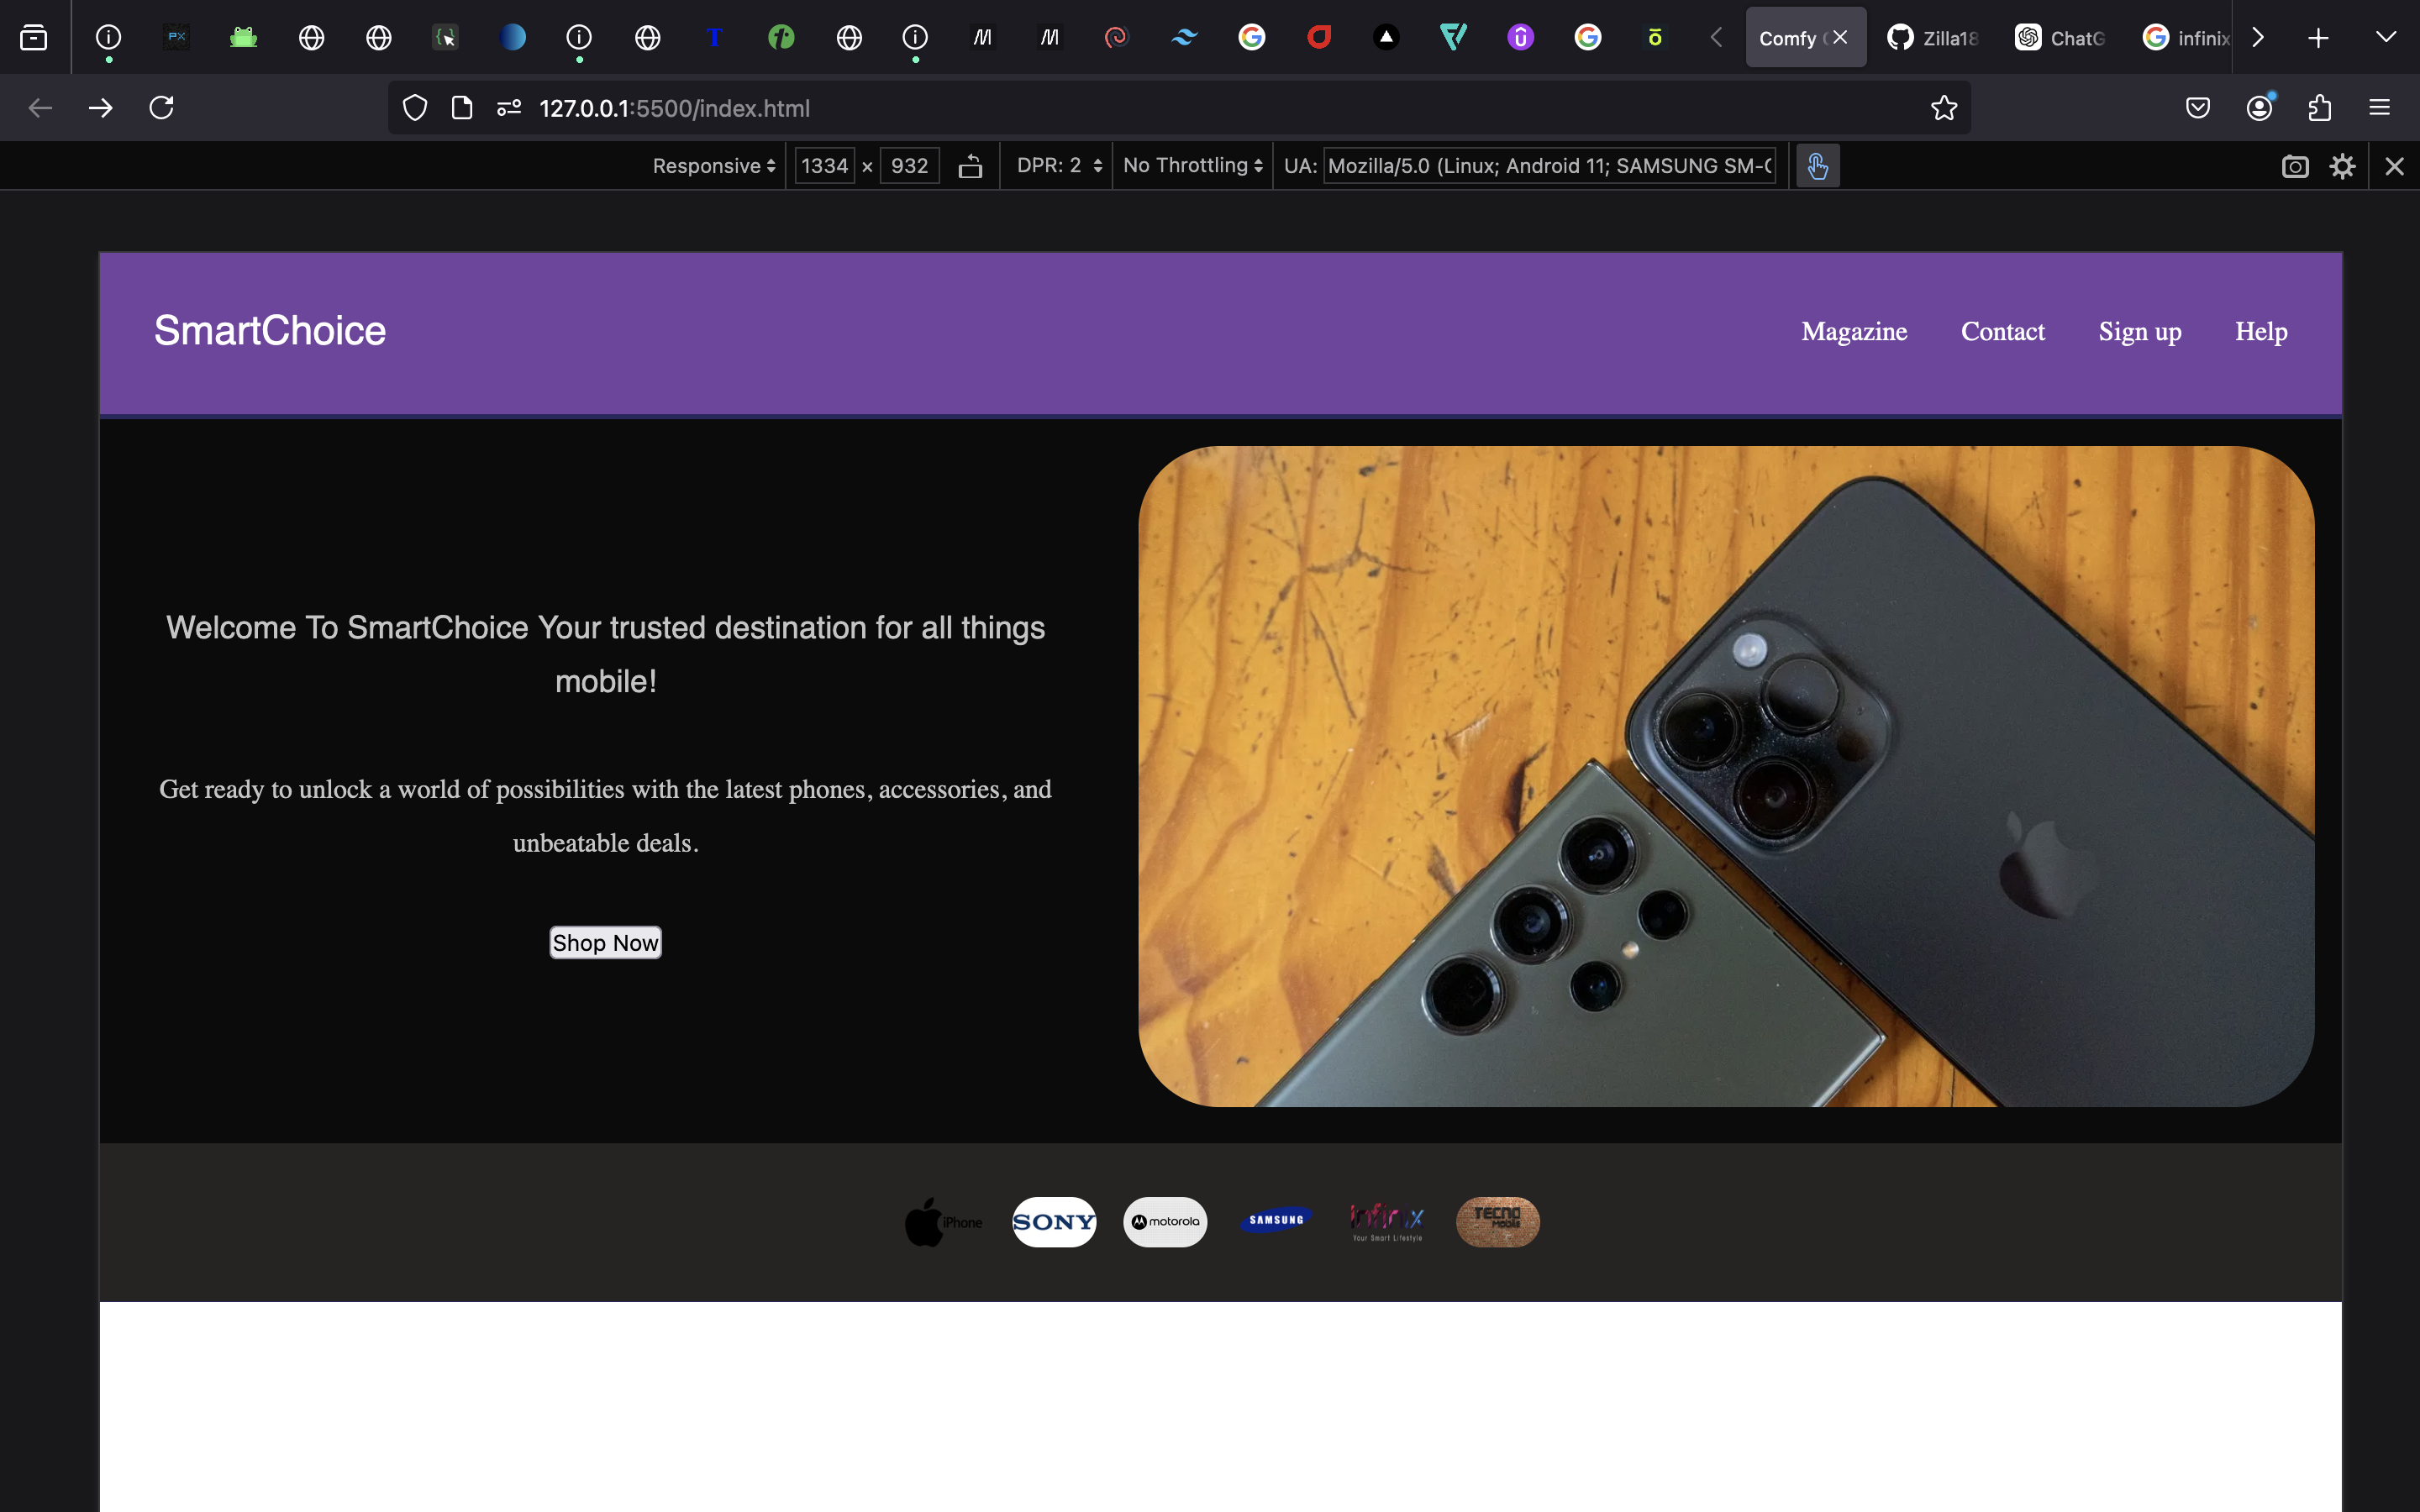 Comfy
Zilla18
ChatG
infinix
127.0.0.1:5500/index.html
Responsive
1334 × 932
DPR: 2
No Throttling
UA: Mozilla/5.0 (Linux; Android 11; SAMSUNG SM-G
SmartChoice
Magazine
Contact
Sign up
Help
Welcome To SmartChoice Your trusted destination for all things
mobile!
Get ready to unlock a world of possibilities with the latest phones, accessories, and
unbeatable deals.
Shop Now
iPhone
SONY
motorola
SAMSUNG
infinix
Your Smart Lifestyle
TECNO
Mobile